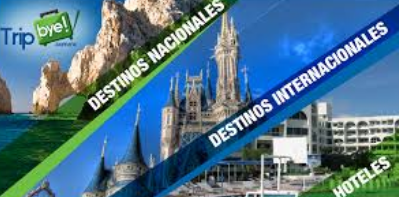 Trip bye!
DESTINOS NACIONALES
DESTINOS INTERNACIONALES
HOTELES